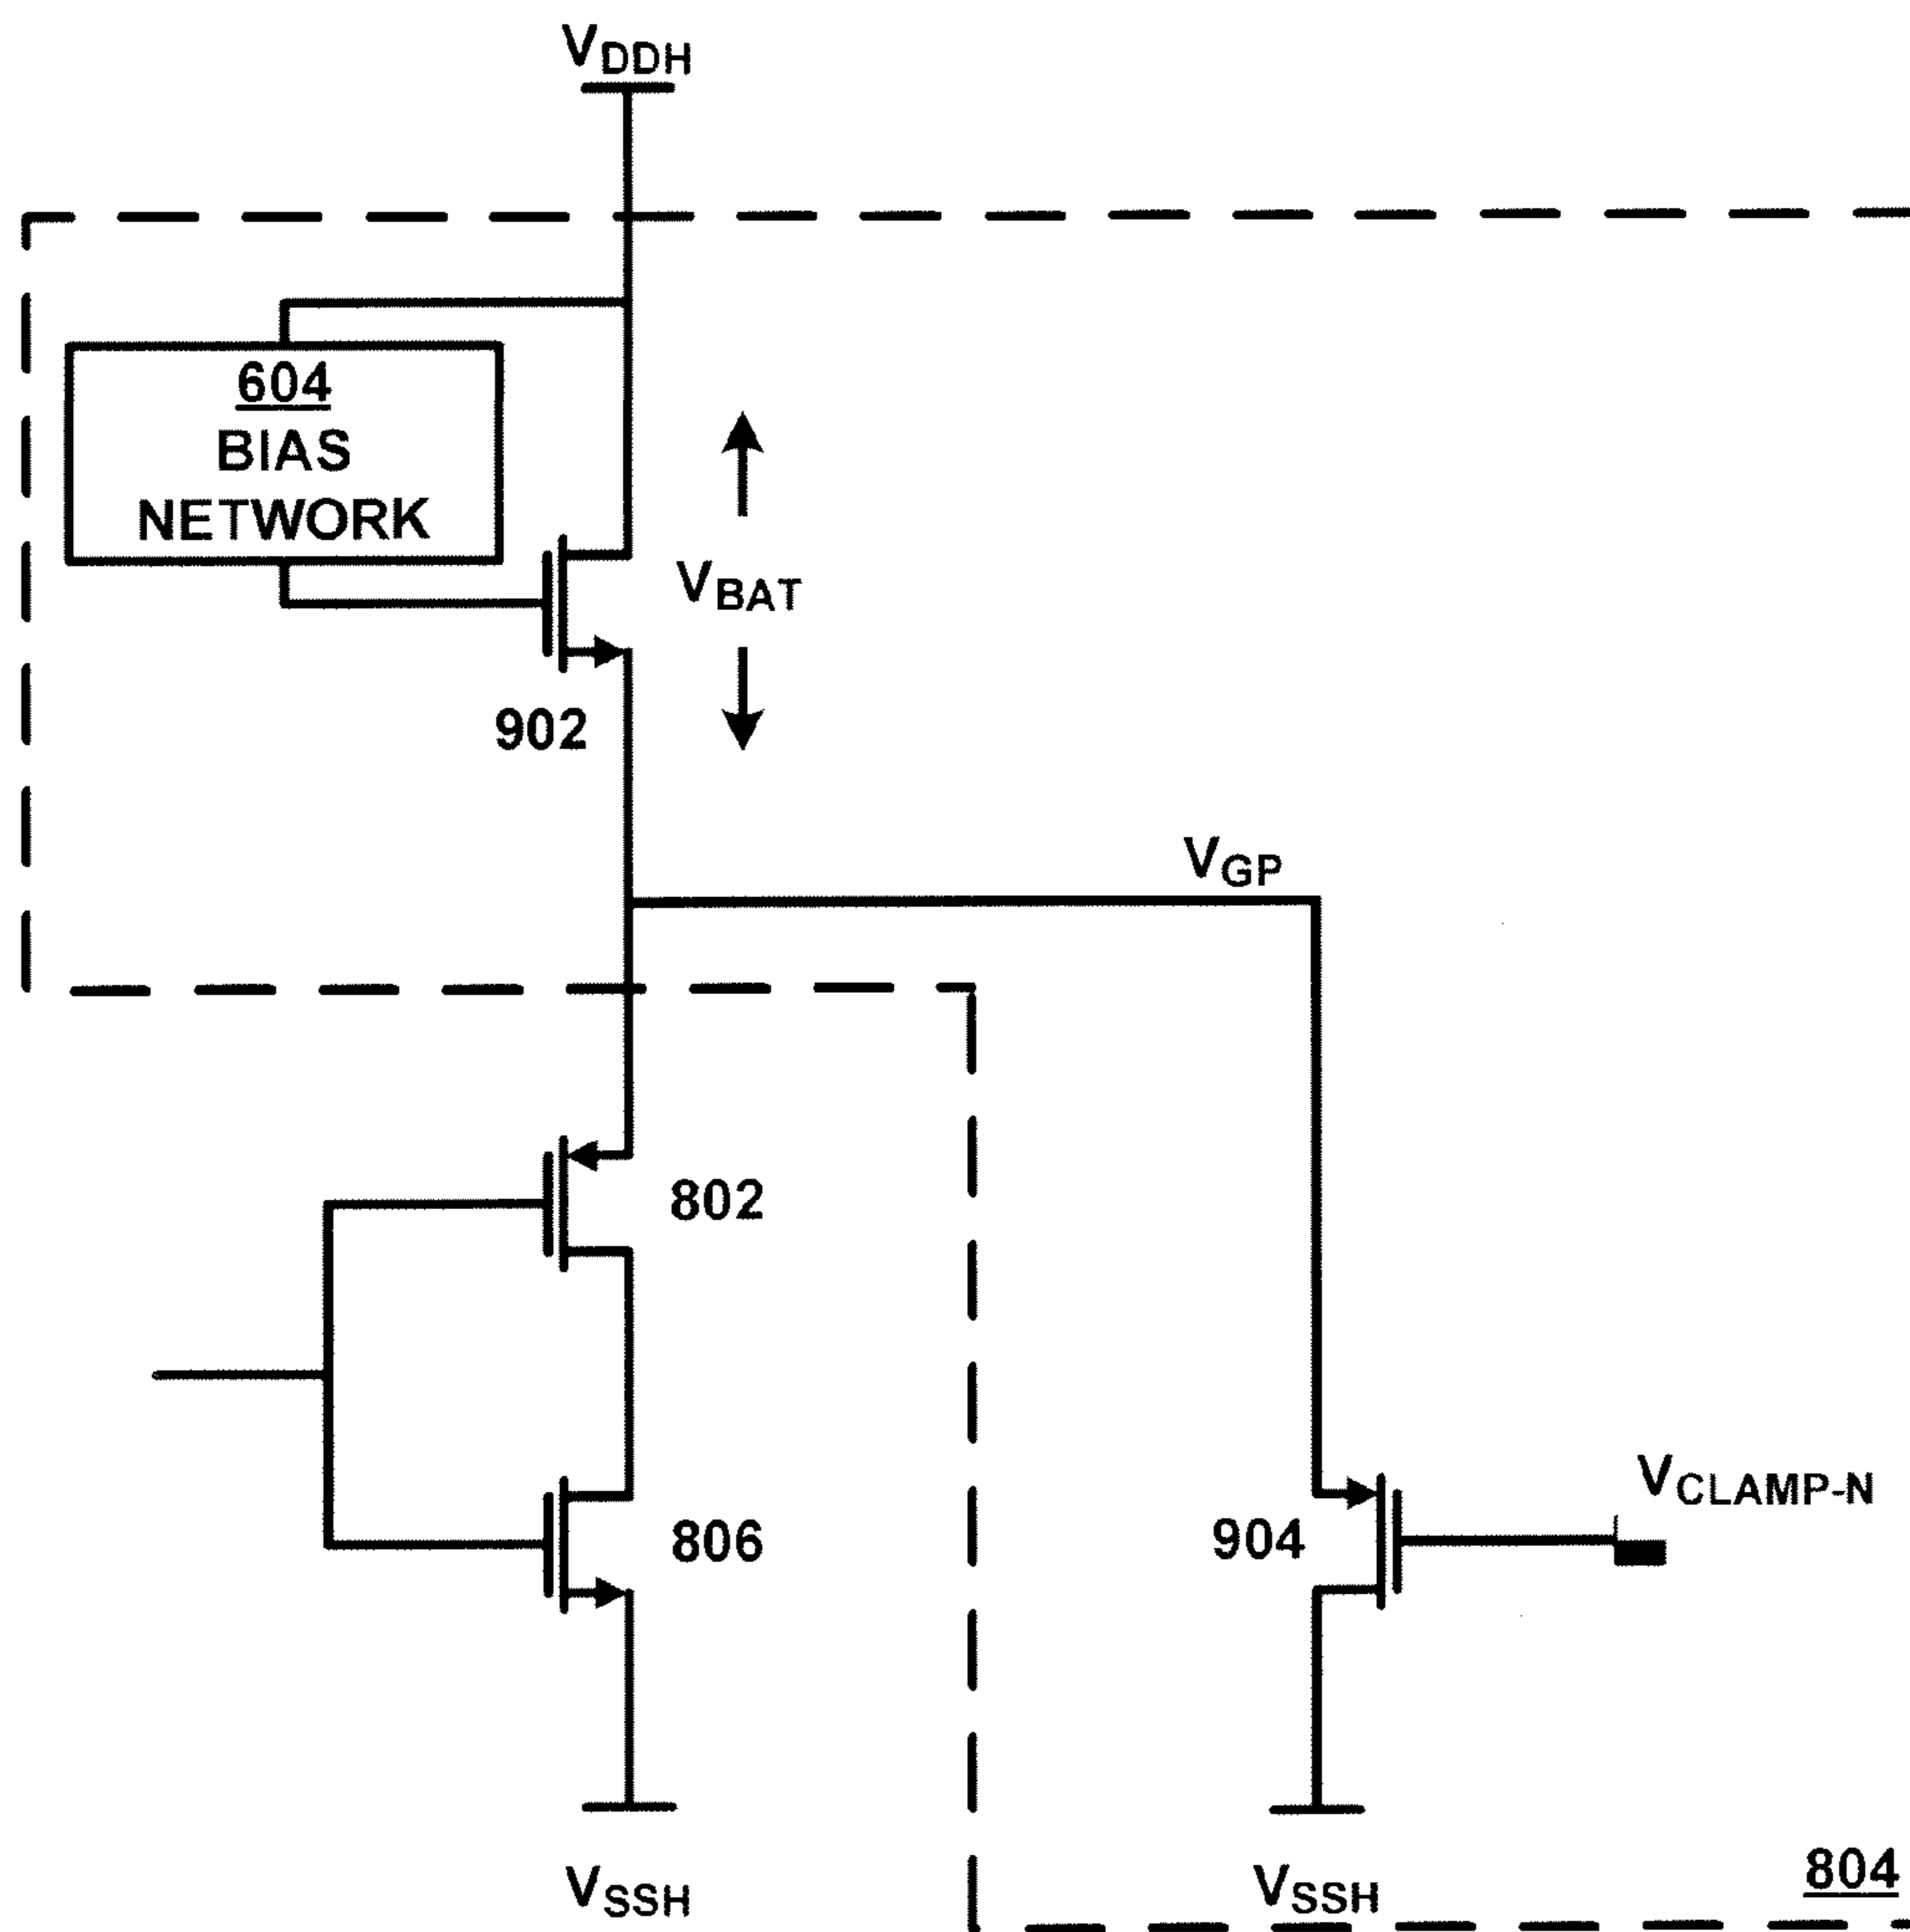 VDDH
604
BIAS
NETWORK
VBAT
902
VGP
802
VCLAMP-N
806
904
804
VSSH
VSSH